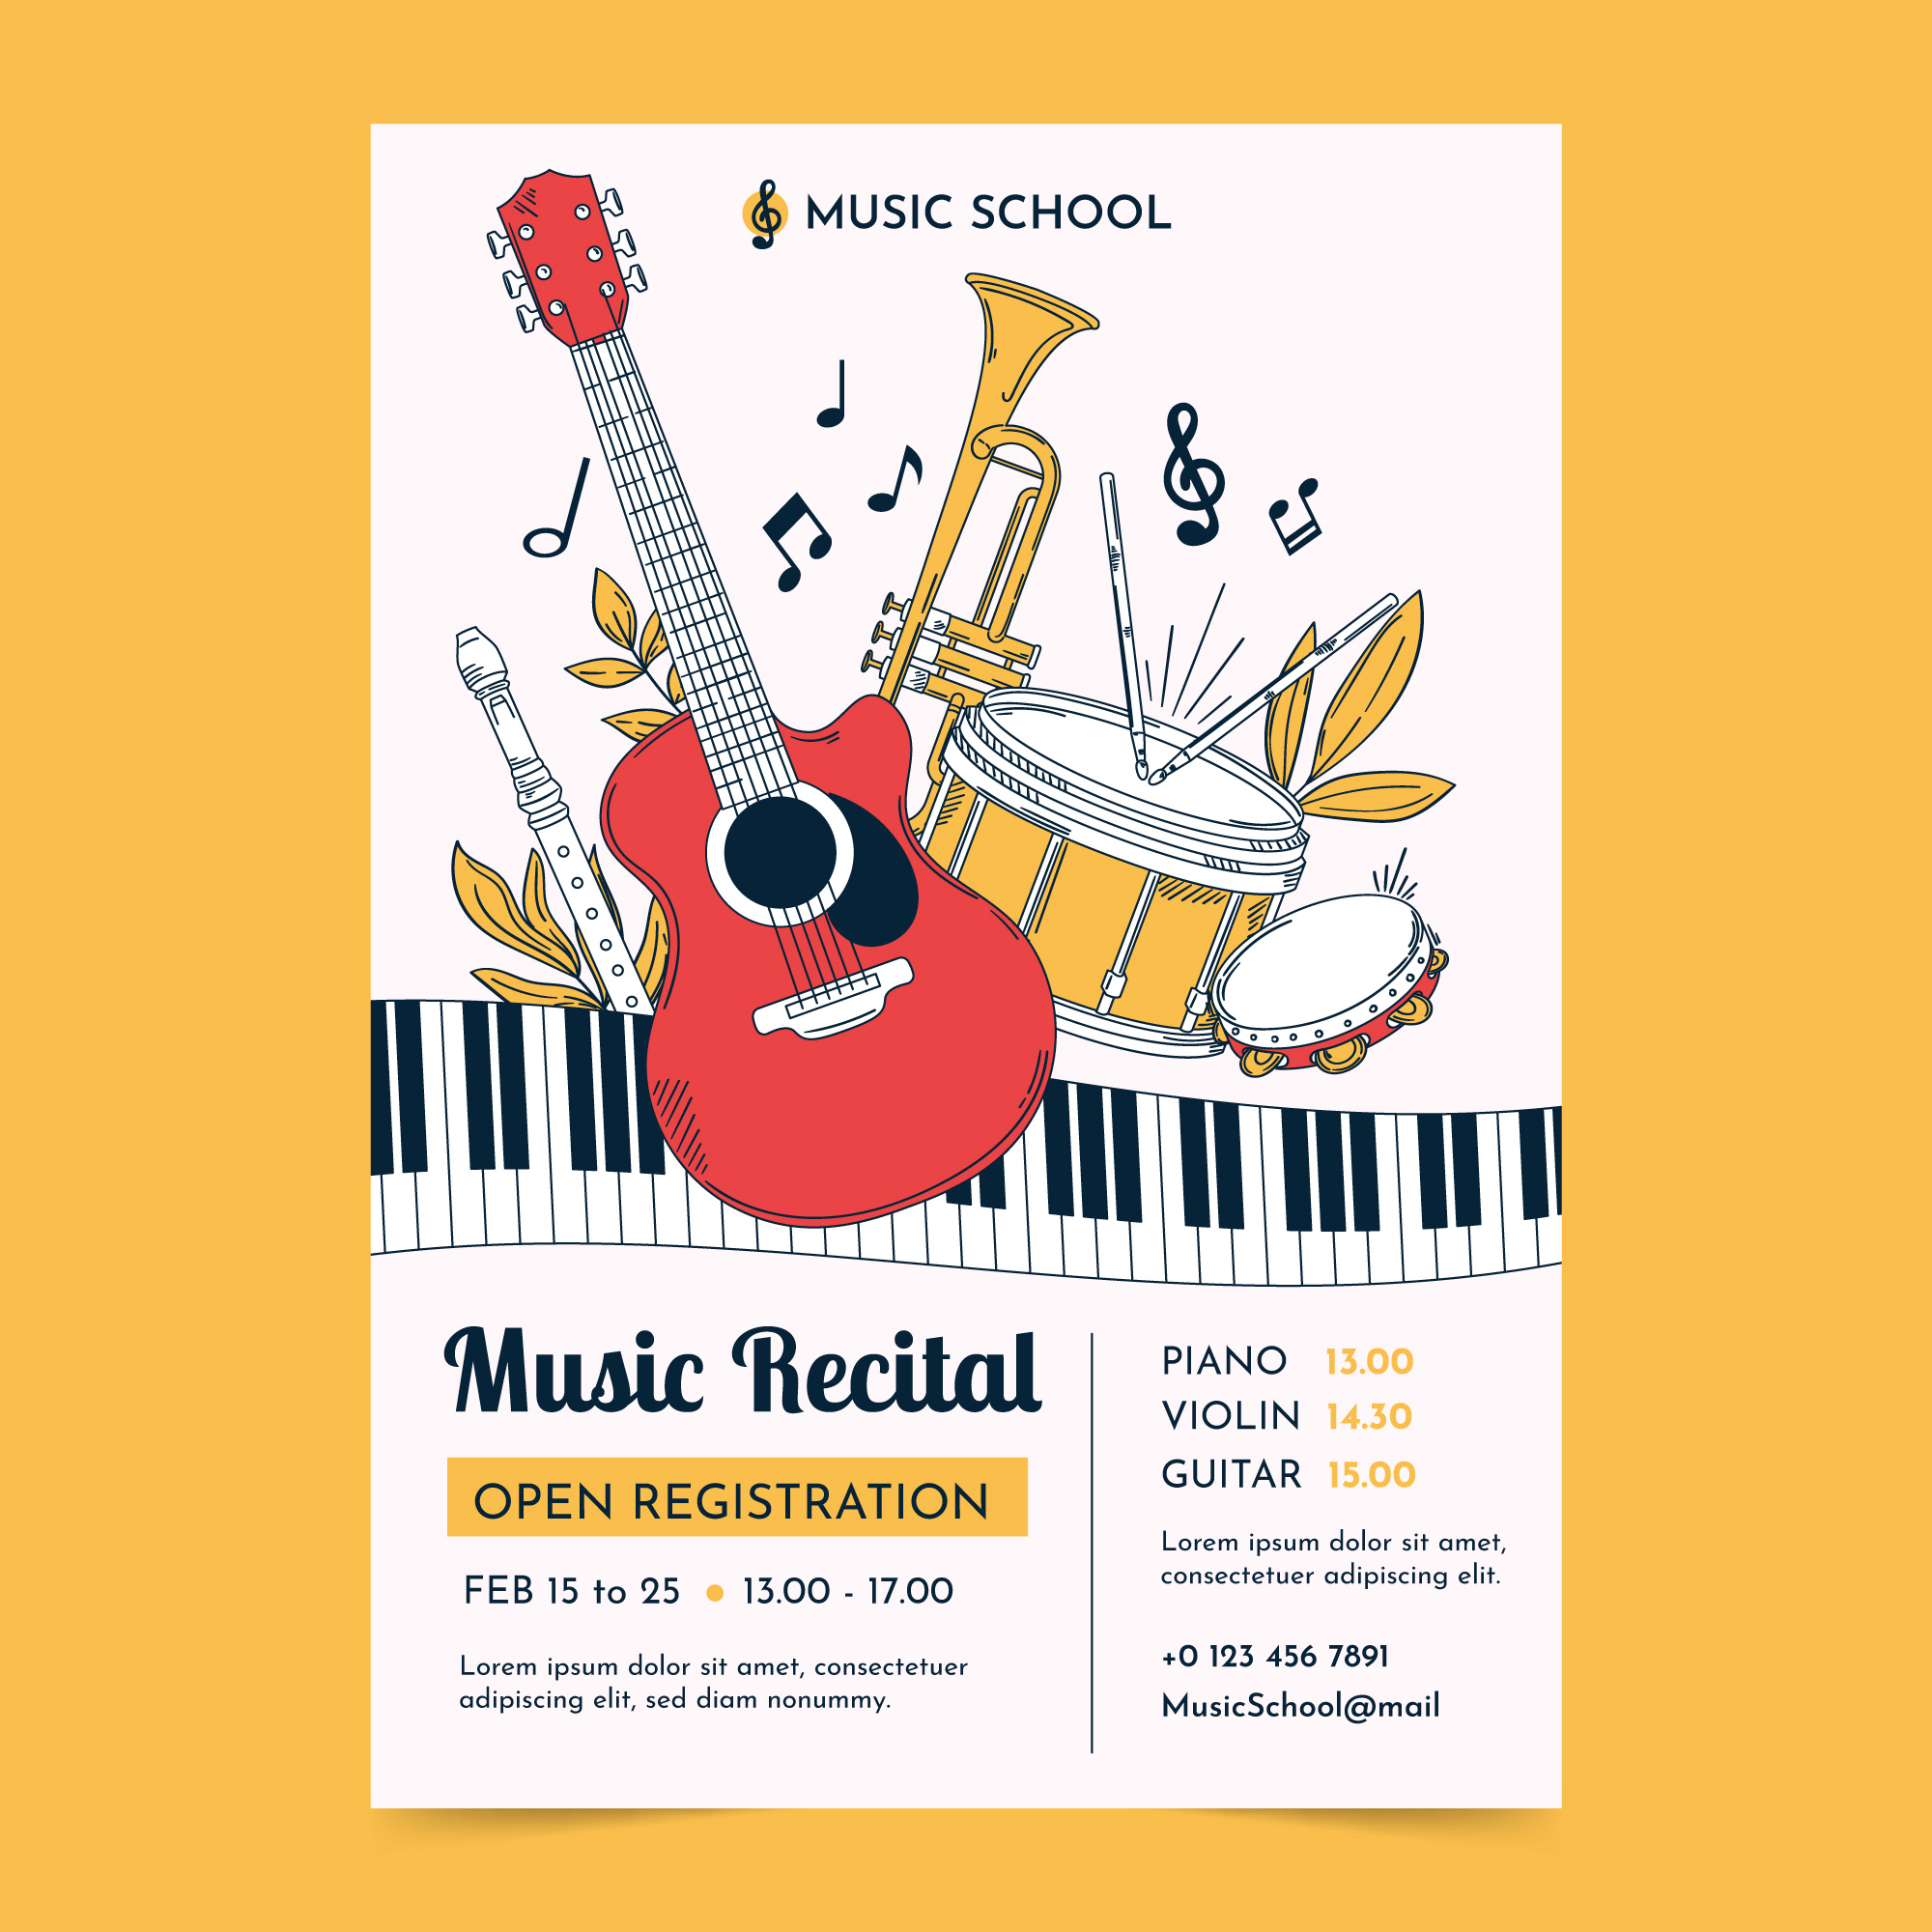 MUSIC SCHOOL
Music Recital
OPEN REGISTRATION
FEB 15 to 25 • 13.00 - 17.00
Lorem ipsum dolor sit amet, consectetuer
adipiscing elit, sed diam nonummy.
PIANO 13.00
VIOLIN 14.30
GUITAR 15.00
Lorem ipsum dolor sit amet,
consectetuer adipiscing elit.
+0 123 456 7891
MusicSchool@mail